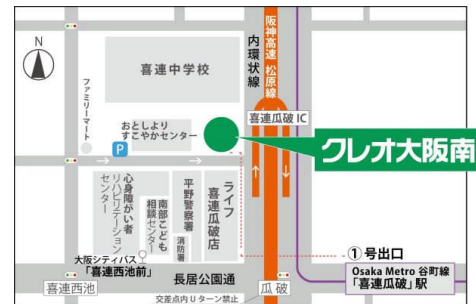 N
喜連中学校
ファミリーマート
おとしより
すこやかセンター
P
内環状線
阪神高速 松原線
喜連瓜破IC
クレオ大阪南
心身障がい者
リハビリテーション
センター
南部こども
相談センター
平野警察署
消防署
ライフ
喜連瓜破店
大阪シティバス
「喜連西池前」
喜連西池
長居公園通
交差点内Uターン禁止
瓜破
①号出口
Osaka Metro 谷町線
「喜連瓜破」駅